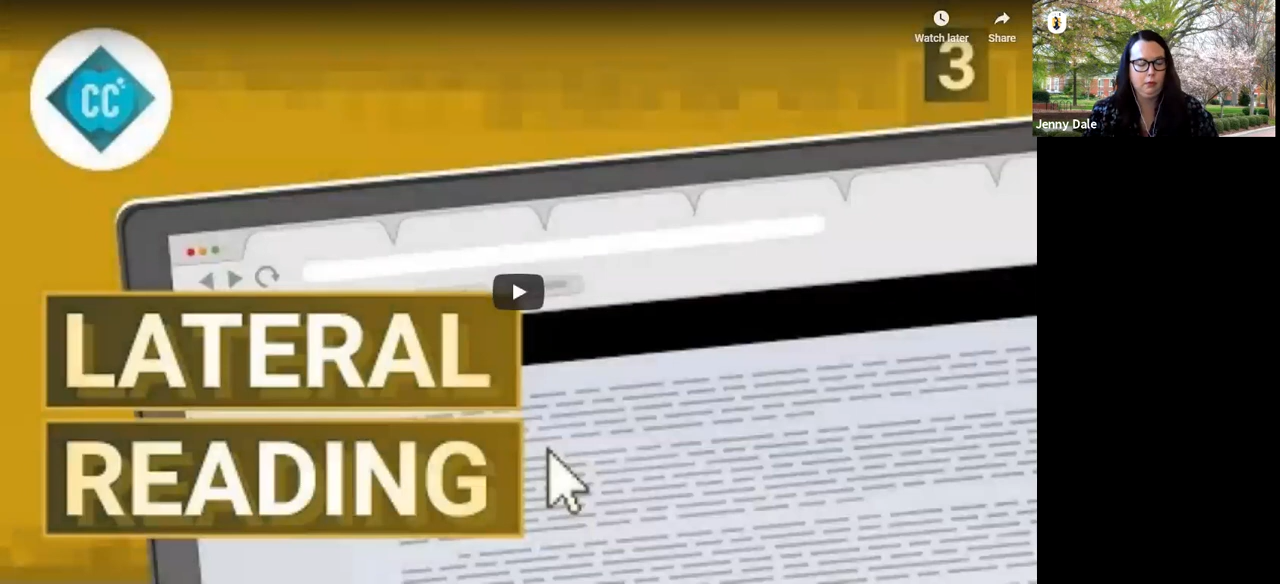 CC
Watch later
Share
3
Jenny Dale
LATERAL
READING